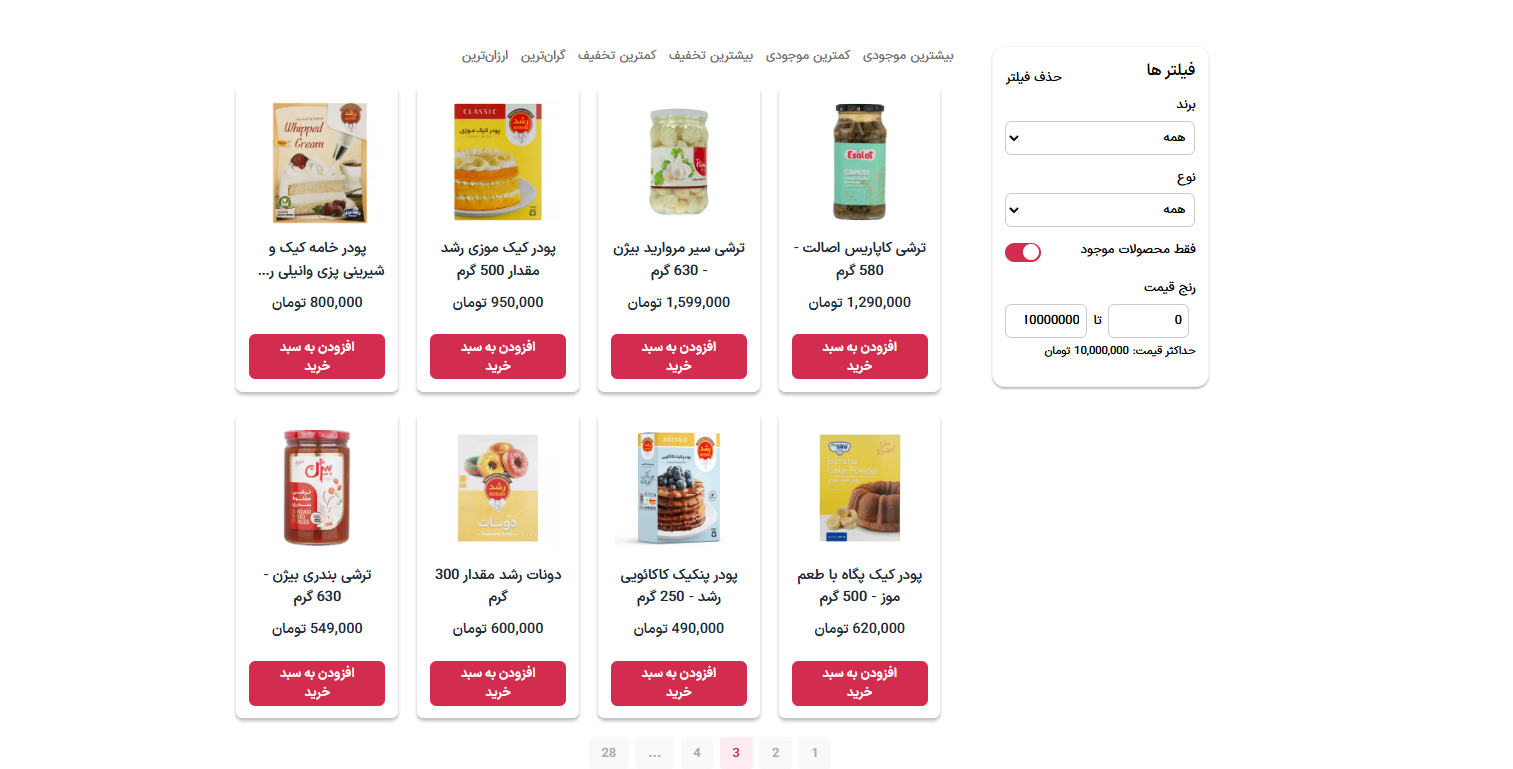 فیلتر ها
حذف فیلتر
برند
همه
نوع
همه
فقط محصولات موجود
رنج قیمت
0 تا 10000000
حداکثر قیمت: 10,000,000 تومان
بیشترین موجودی کمترین موجودی بیشترین تخفیف کمترین تخفیف گران‌ترین ارزان‌ترین
Esalat
CAPERS
ترشی کاپاریس اصالت -
580 گرم
1,290,000 تومان
افزودن به سبد
خرید
ترشی سیر مروارید بیژن
- 630 گرم
1,599,000 تومان
افزودن به سبد
خرید
CLASSIC
رشد
ROSHD
پودر کیک موزی
پودر کیک موزی رشد
مقدار 500 گرم
950,000 تومان
افزودن به سبد
خرید
رشد
Whipped
Cream
پودر خامه کیک و
شیرینی پزی وانیلی ر...
800,000 تومان
افزودن به سبد
خرید
Banana
Cake Powder
پودر کیک پگاه با طعم
موز - 500 گرم
620,000 تومان
افزودن به سبد
خرید
رشد
پودر پنکیک کاکائویی
پودر پنکیک کاکائویی
رشد - 250 گرم
490,000 تومان
افزودن به سبد
خرید
رشد
ROSHD
دونات
دونات رشد مقدار 300
گرم
600,000 تومان
افزودن به سبد
خرید
بیژن
ترشی
مخلوط
بندری
ترشی بندری بیژن -
630 گرم
549,000 تومان
افزودن به سبد
خرید
1 2 3 4 ... 28